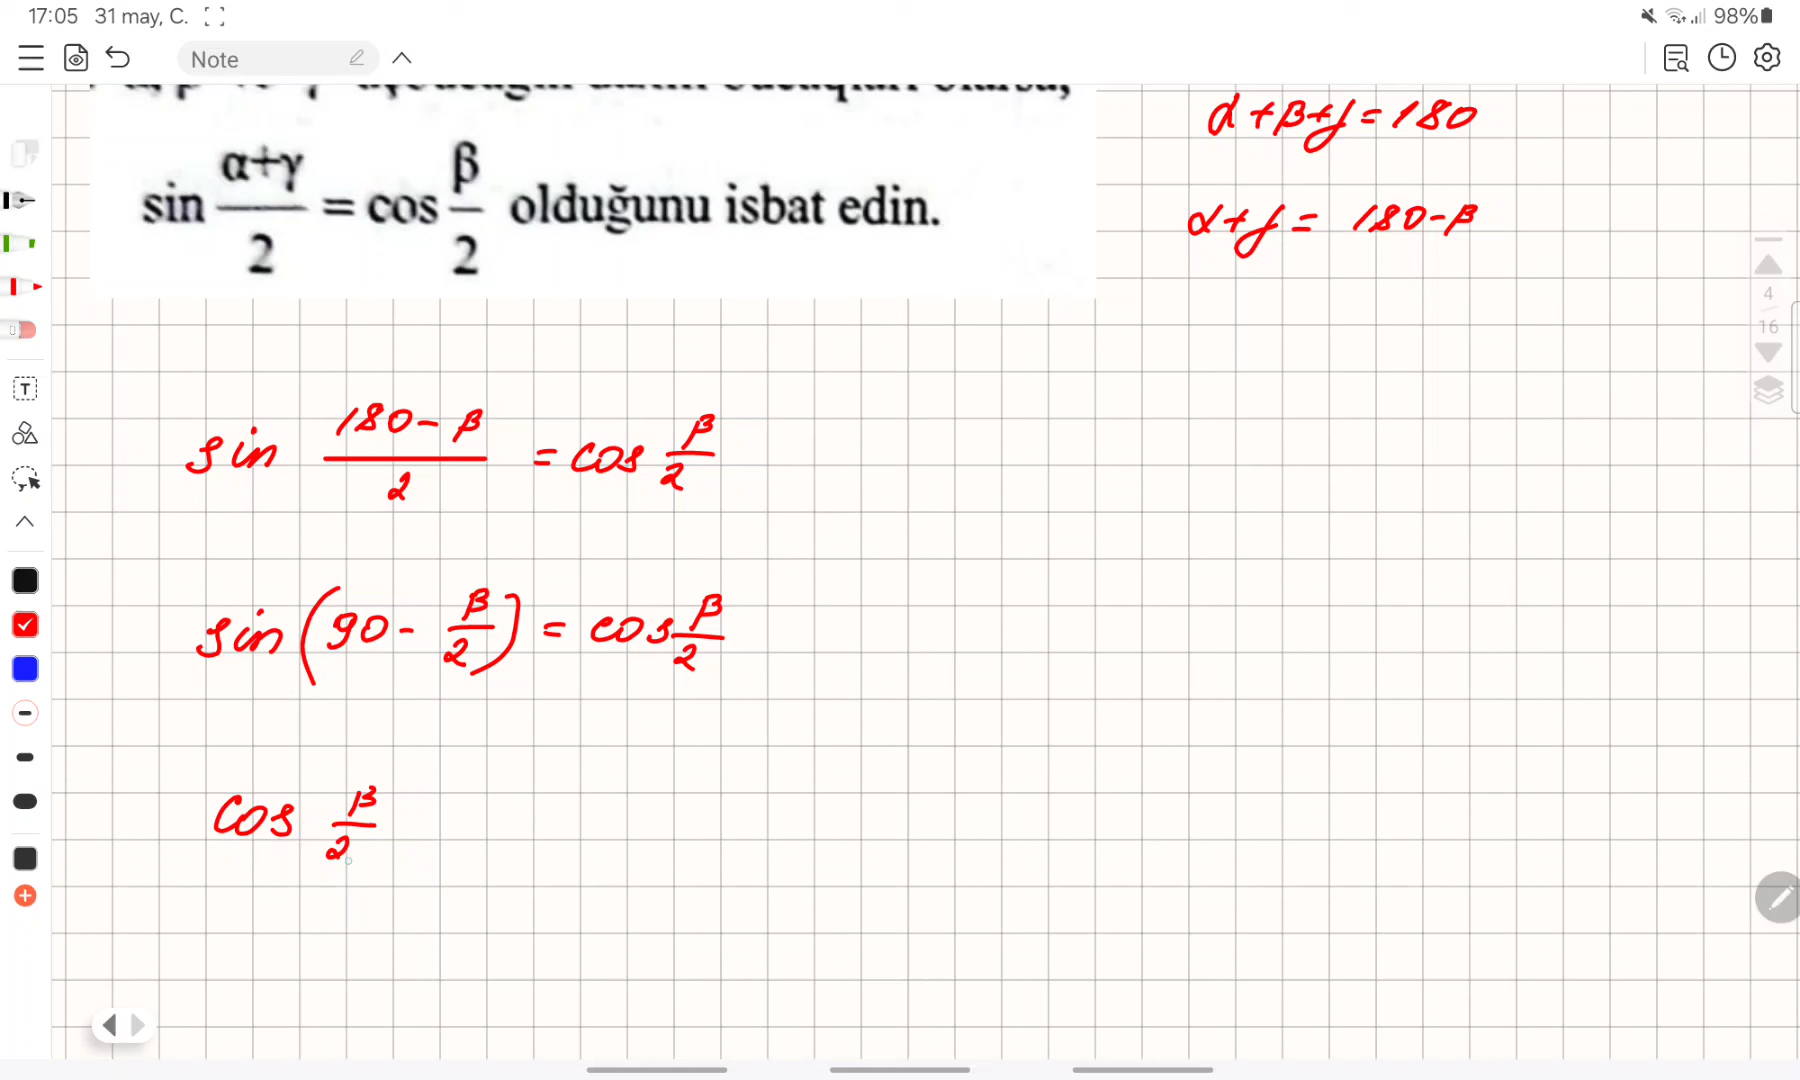 17:05 31 may, C. 98%
Note
α+β+γ=180
sin α+γ/2 = cos β/2 olduğunu isbat edin.
α+γ= 180-β
4
16
sin 180-β/2 = cos β/2
sin(90-β/2) = cos β/2
cos β/2